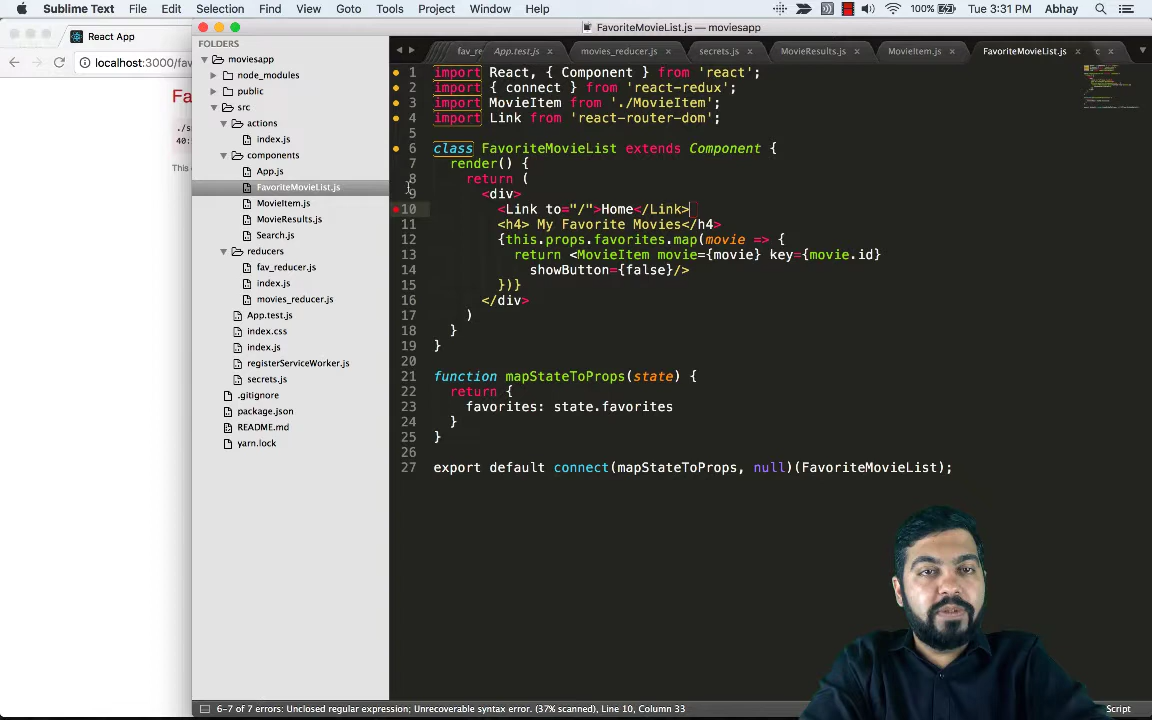 Sublime Text File Edit Selection Find View Goto Tools Project Window Help 100% Tue 3:31 PM Abhay
React App
FavoriteMovieList.js — moviesapp
localhost:3000/fav
FOLDERS
moviesapp
node_modules
public
src
actions
index.js
components
App.js
FavoriteMovieList.js
MovieItem.js
MovieResults.js
Search.js
reducers
fav_reducer.js
index.js
movies_reducer.js
App.test.js
index.css
index.js
registerServiceWorker.js
secrets.js
.gitignore
package.json
README.md
yarn.lock
Fa
./s
40:
This
fav_re App.test.js movies_reducer.js secrets.js MovieResults.js MovieItem.js FavoriteMovieList.js c
1 import React, { Component } from 'react';
2 import { connect } from 'react-redux';
3 import MovieItem from './MovieItem';
4 import Link from 'react-router-dom';
5
6 class FavoriteMovieList extends Component {
7 render() {
8 return (
9 <div>
10 <Link to="/">Home</Link>
11 <h4> My Favorite Movies</h4>
12 {this.props.favorites.map(movie => {
13 return <MovieItem movie={movie} key={movie.id}
14 showButton={false}/>
15 })}
16 </div>
17 )
18 }
19 }
20
21 function mapStateToProps(state) {
22 return {
23 favorites: state.favorites
24 }
25 }
26
27 export default connect(mapStateToProps, null)(FavoriteMovieList);
6-7 of 7 errors: Unclosed regular expression; Unrecoverable syntax error. (37% scanned), Line 10, Column 33
Script